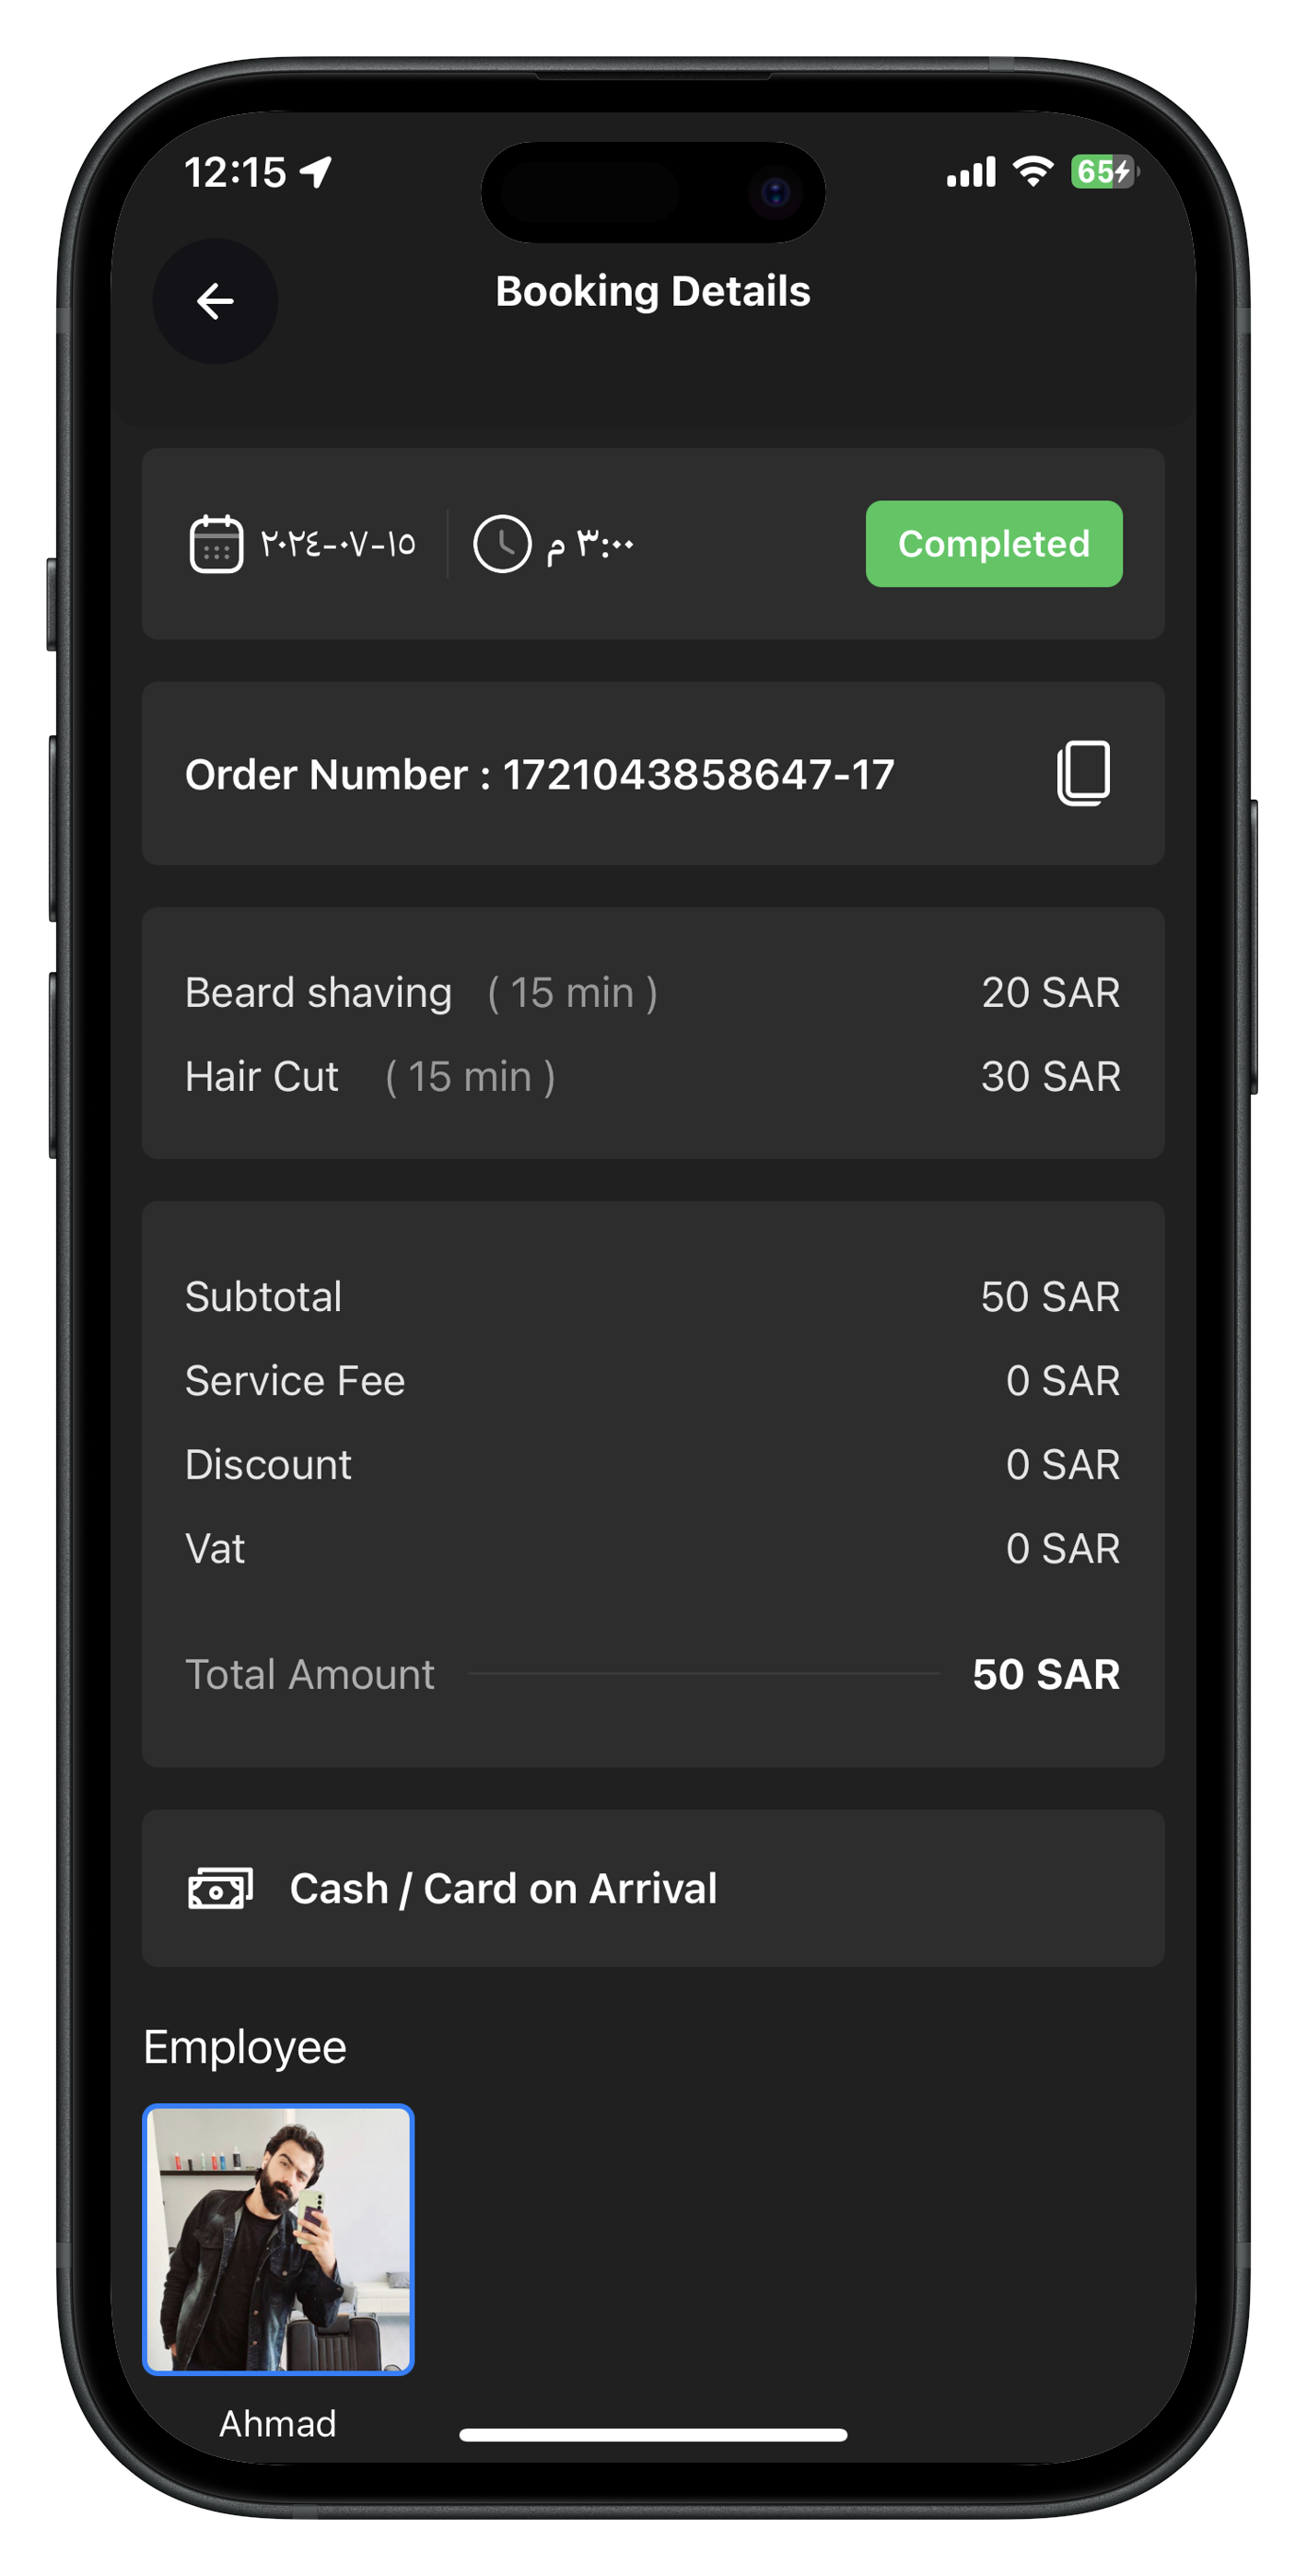 12:15
65
Booking Details
٢٠٢٤-٠٧-١٥
٣:٠٠ م
Completed
Order Number : 1721043858647-17
Beard shaving ( 15 min ) 20 SAR
Hair Cut ( 15 min ) 30 SAR
Subtotal 50 SAR
Service Fee 0 SAR
Discount 0 SAR
Vat 0 SAR
Total Amount 50 SAR
Cash / Card on Arrival
Employee
Ahmad